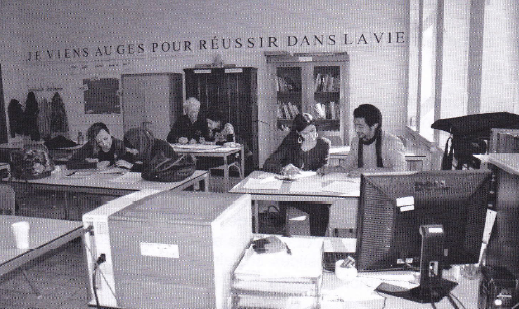 JE VIENS AU GES POUR RÉUSSIR DANS LA VIE